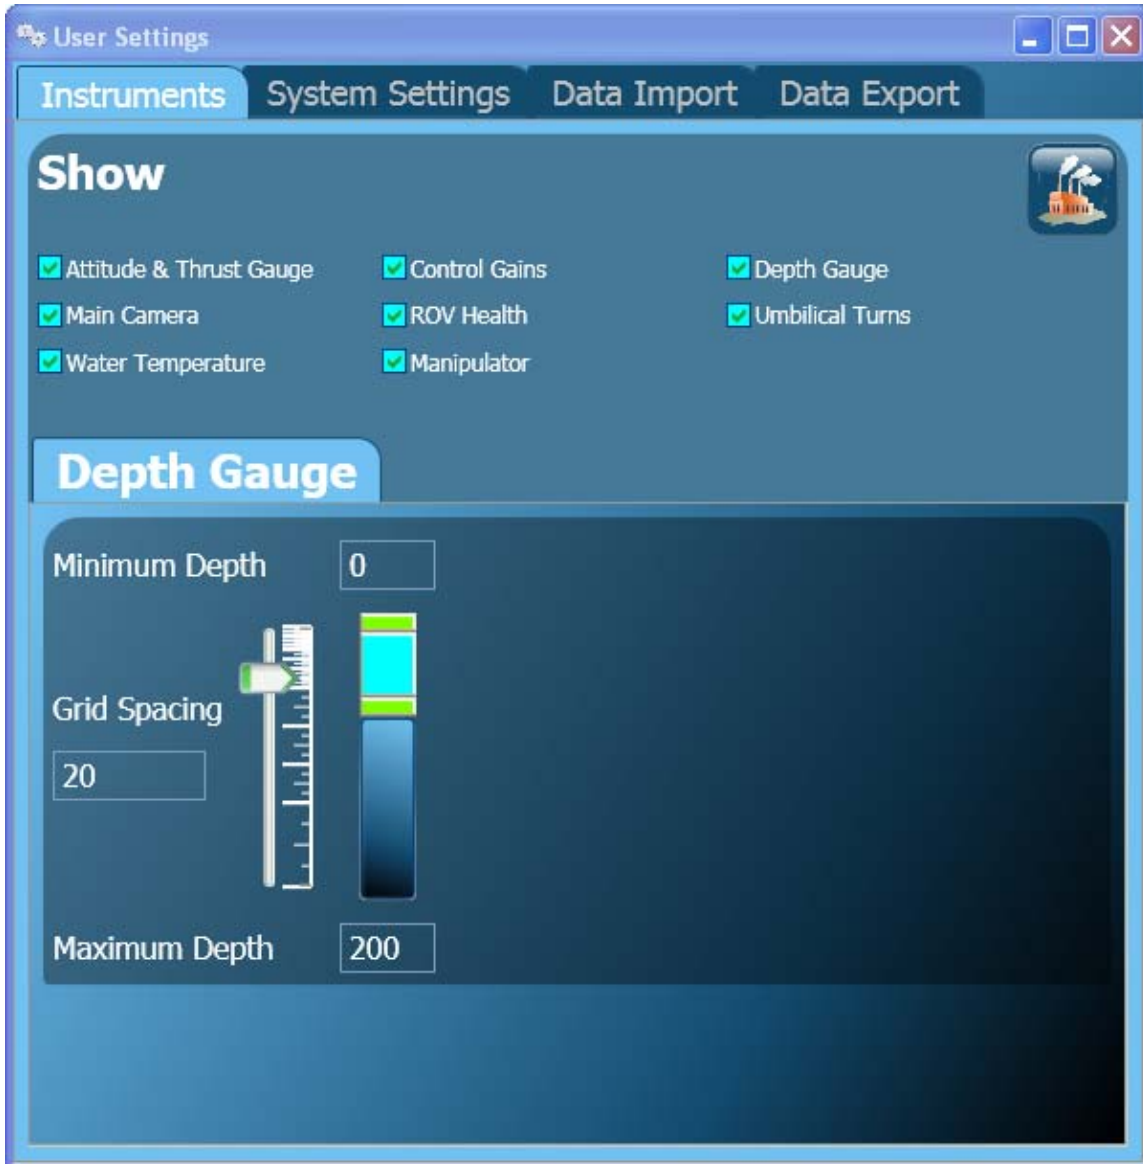 User Settings
Instruments System Settings Data Import Data Export
Show
Attitude & Thrust Gauge Control Gains Depth Gauge
Main Camera ROV Health Umbilical Turns
Water Temperature Manipulator
Depth Gauge
Minimum Depth 0
Grid Spacing
20
Maximum Depth 200